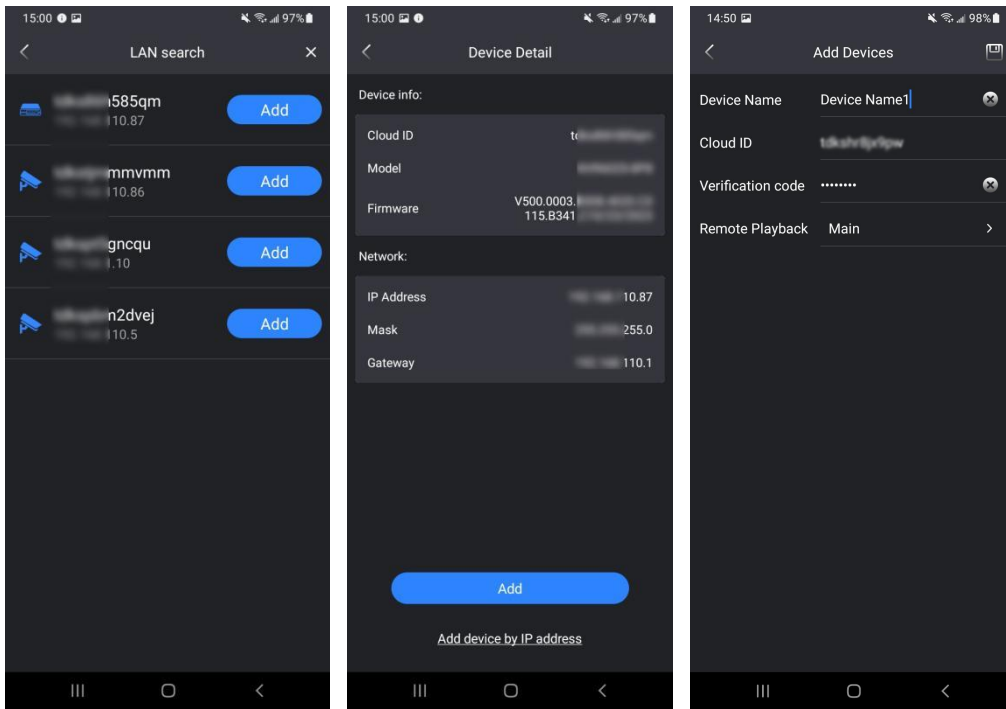 15:00 97%
LAN search
585qm
110.87
Add
mmvmm
110.86
Add
gncqu
.10
Add
n2dvej
110.5
Add
15:00 97%
Device Detail
Device info:
Cloud ID
Model
Firmware V500.0003.
115.B341
Network:
IP Address 10.87
Mask 255.0
Gateway 110.1
Add
Add device by IP address
14:50 98%
Add Devices
Device Name Device Name1
Cloud ID
Verification code ········
Remote Playback Main